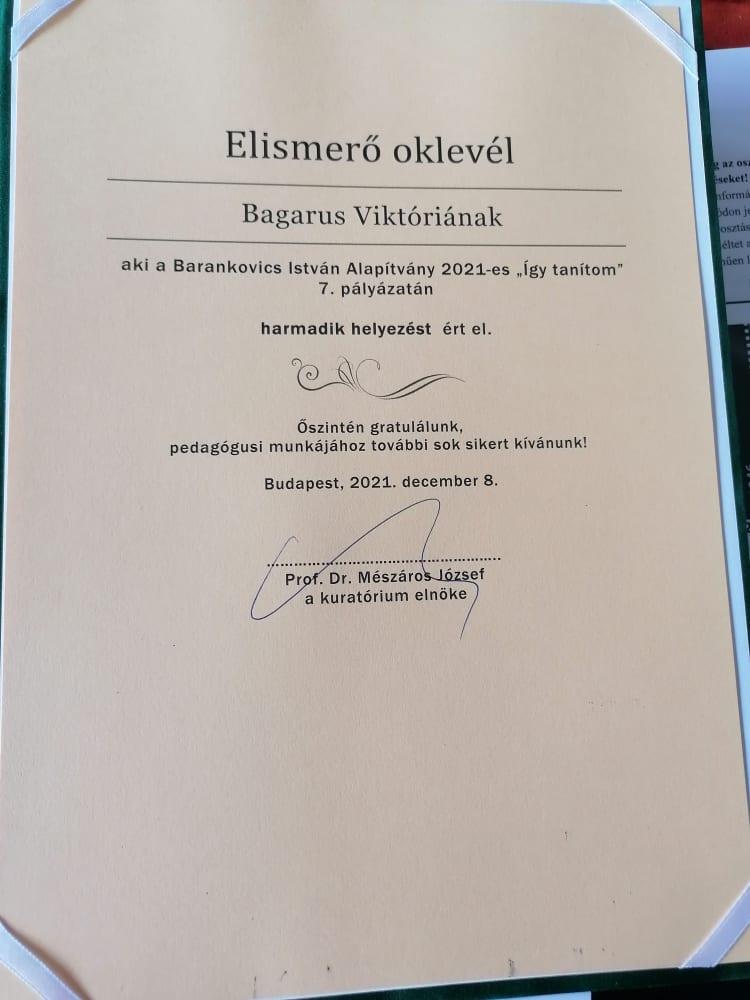 Elismerő oklevél
Bagarus Viktóriának
aki a Barankovics István Alapítvány 2021-es „Így tanítom”
7. pályázatán
harmadik helyezést ért el.
Őszintén gratulálunk,
pedagógusi munkájához további sok sikert kívánunk!
Budapest, 2021. december 8.
Prof. Dr. Mészáros József
a kuratórium elnöke